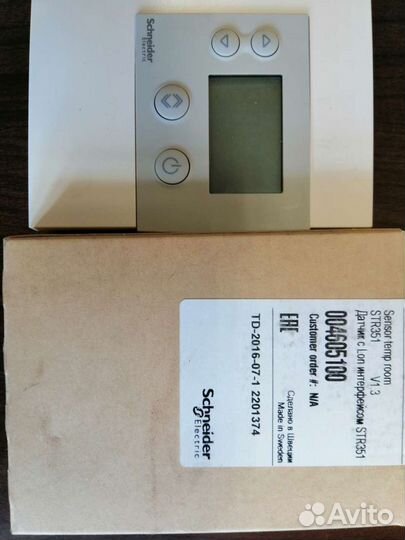 Schneider
Electric
Sensor temp room
STR351 V1.3
Датчик с Lon интерфейсом STR351
004605100
Customer order #: N/A
EAC
Сделано в Швеции
Made in Sweden
TD-2016-07-1 2201374
Schneider
Electric
Avito